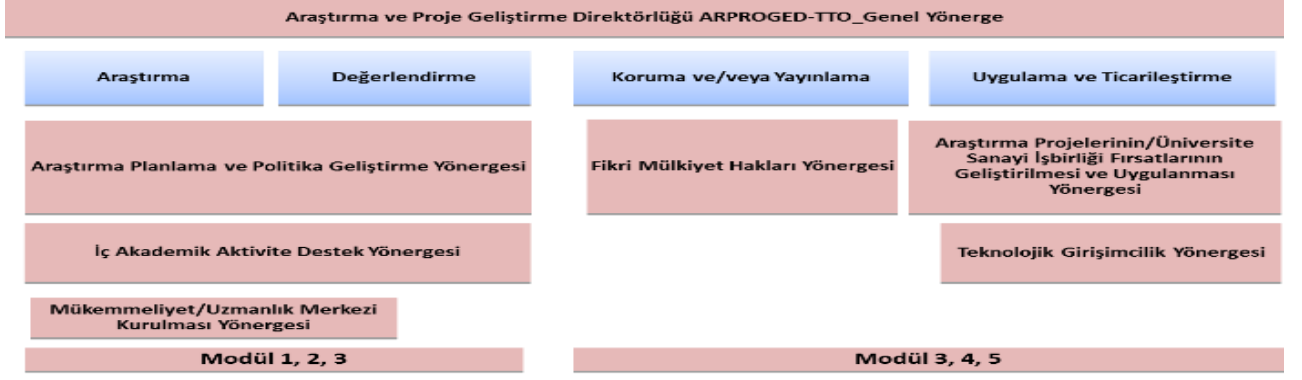 Araştırma ve Proje Geliştirme Direktörlüğü ARPROGED-TTO_Genel Yönerge
Araştırma
Değerlendirme
Koruma ve/veya Yayınlama
Uygulama ve Ticarileştirme
Araştırma Planlama ve Politika Geliştirme Yönergesi
Fikri Mülkiyet Hakları Yönergesi
Araştırma Projelerinin/Üniversite
Sanayi İşbirliği Fırsatlarının
Geliştirilmesi ve Uygulanması
Yönergesi
İç Akademik Aktivite Destek Yönergesi
Teknolojik Girişimcilik Yönergesi
Mükemmeliyet/Uzmanlık Merkezi
Kurulması Yönergesi
Modül 1, 2, 3
Modül 3, 4, 5